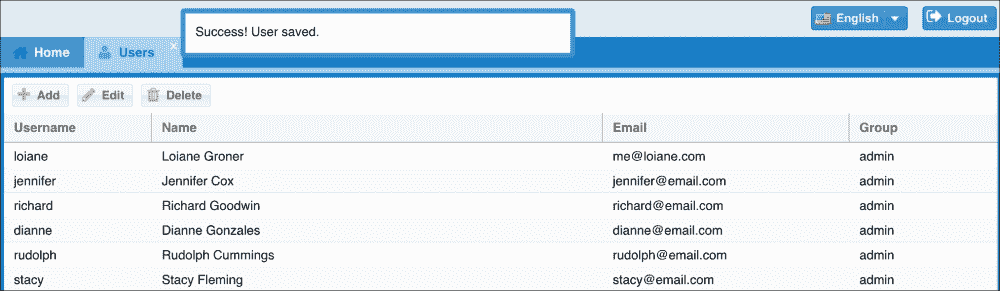 Success! User saved.
English
Logout
Home
Users
Add Edit Delete
Username Name Email Group
loiane Loiane Groner me@loiane.com admin
jennifer Jennifer Cox jennifer@email.com admin
richard Richard Goodwin richard@email.com admin
dianne Dianne Gonzales dianne@email.com admin
rudolph Rudolph Cummings rudolph@email.com admin
stacy Stacy Fleming stacy@email.com admin